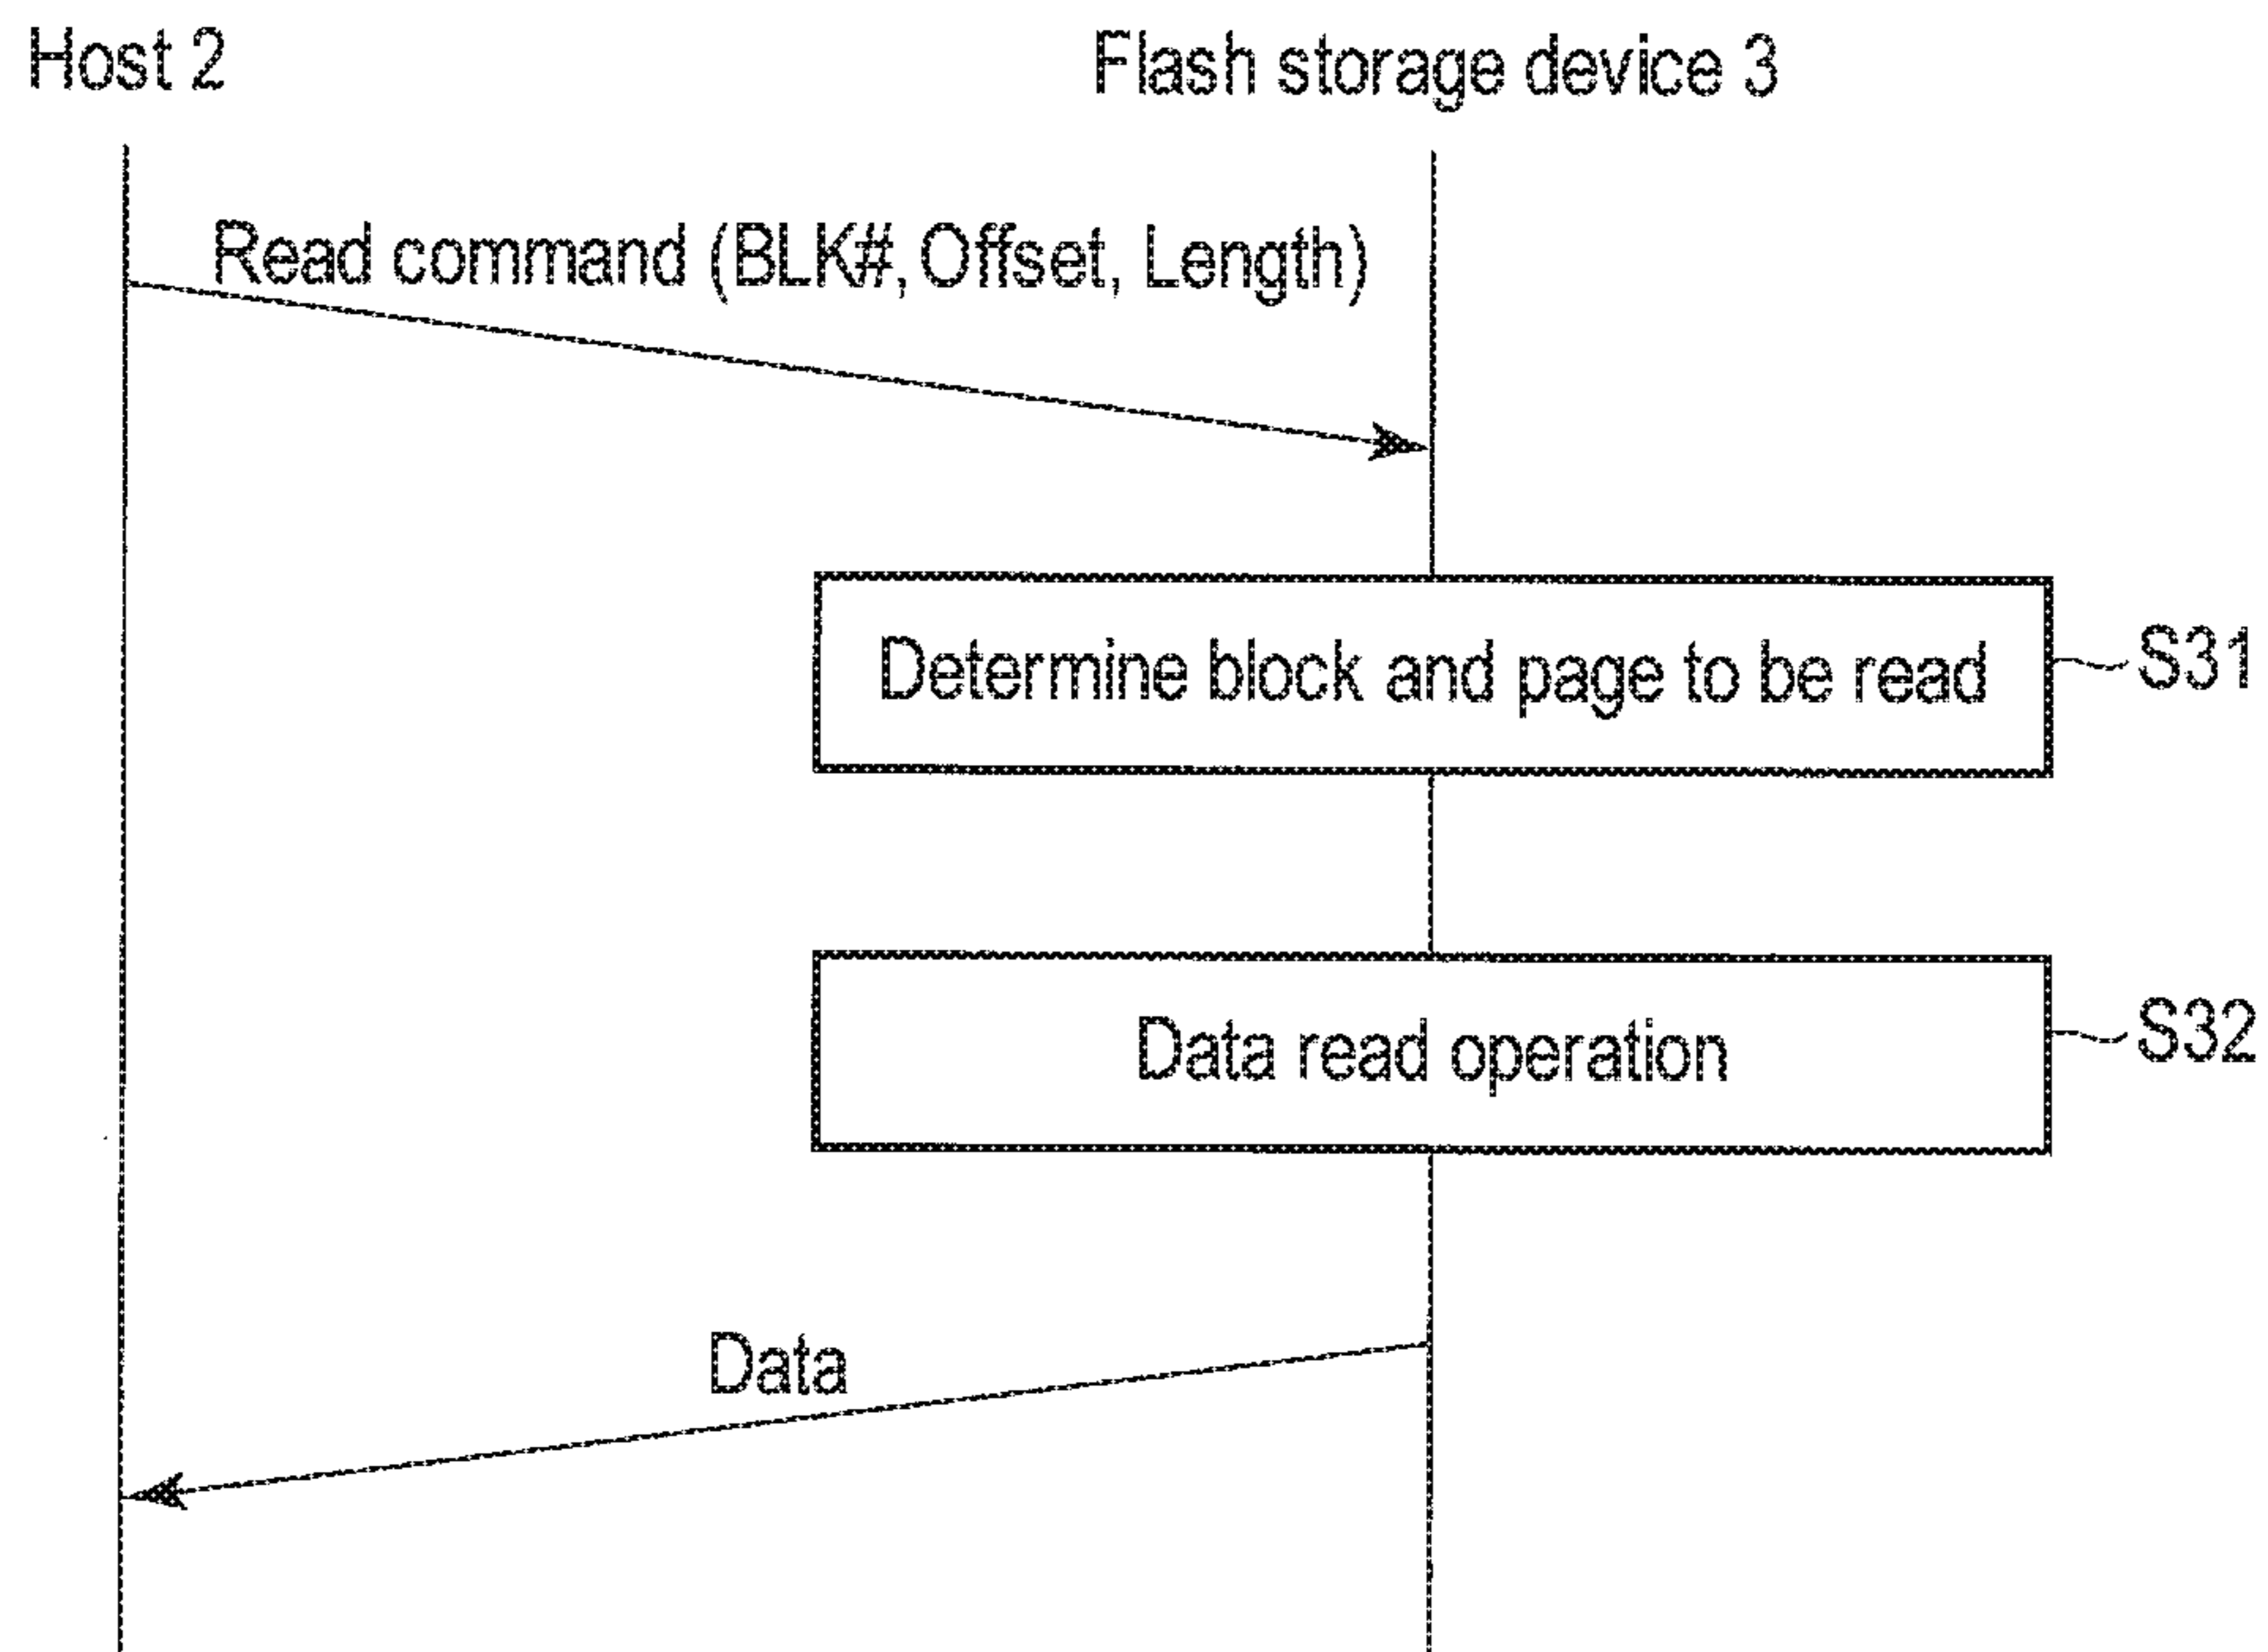 Host 2
Flash storage device 3
Read command (BLK#, Offset, Length)
Determine block and page to be read
S31
Data read operation
S32
Data